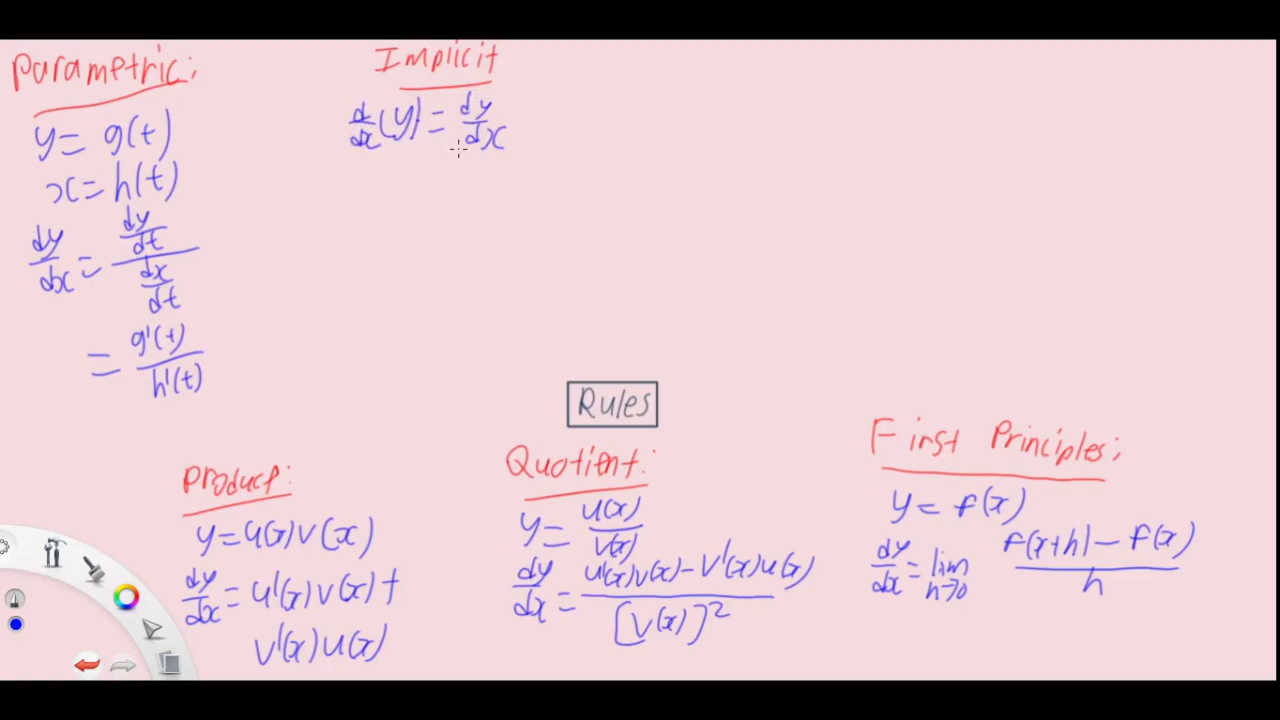 Parametric:
y = g(t)
x = h(t)
dy/dx = (dy/dt)/(dx/dt)
= g'(t)/h'(t)
Implicit
d/dx (y) = dy/dx
Rules
Product:
y = u(x)v(x)
dy/dx = u'(x)v(x) +
v'(x)u(x)
Quotient:
y = u(x)/v(x)
dy/dx = (u'(x)v(x) - v'(x)u(x))/[v(x)]²
First Principles:
y = f(x)
dy/dx = lim h→0 (f(x+h) - f(x))/h